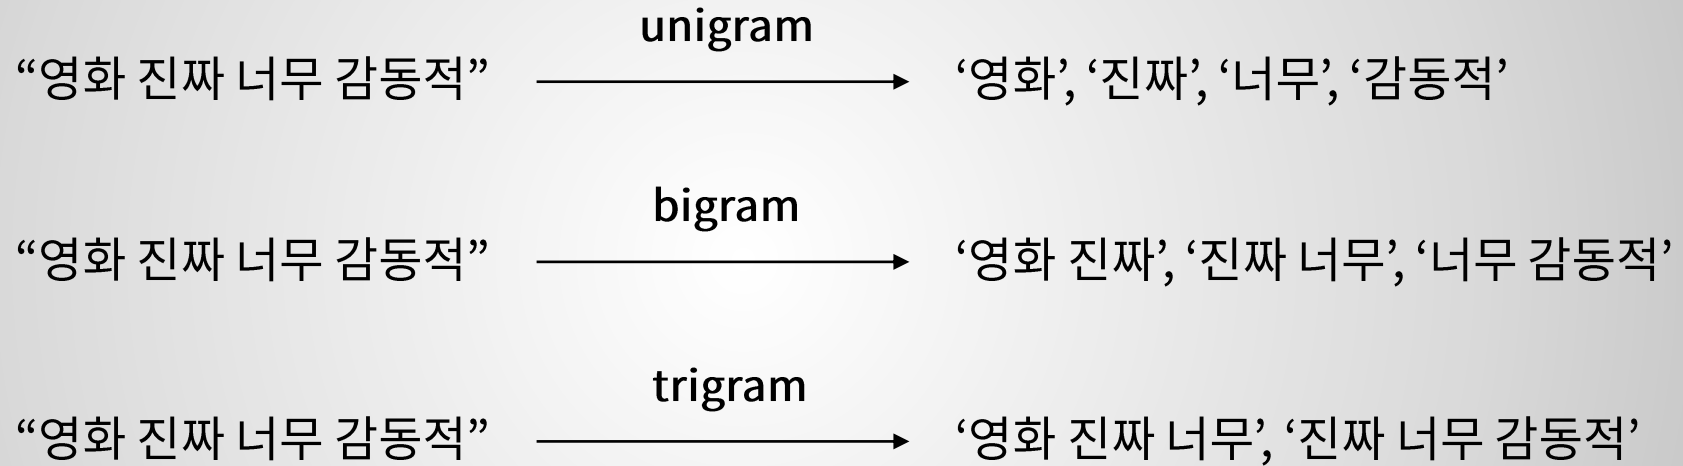 unigram
“영화 진짜 너무 감동적” ‘영화’, ‘진짜’, ‘너무’, ‘감동적’
bigram
“영화 진짜 너무 감동적” ‘영화 진짜’, ‘진짜 너무’, ‘너무 감동적’
trigram
“영화 진짜 너무 감동적” ‘영화 진짜 너무’, ‘진짜 너무 감동적’